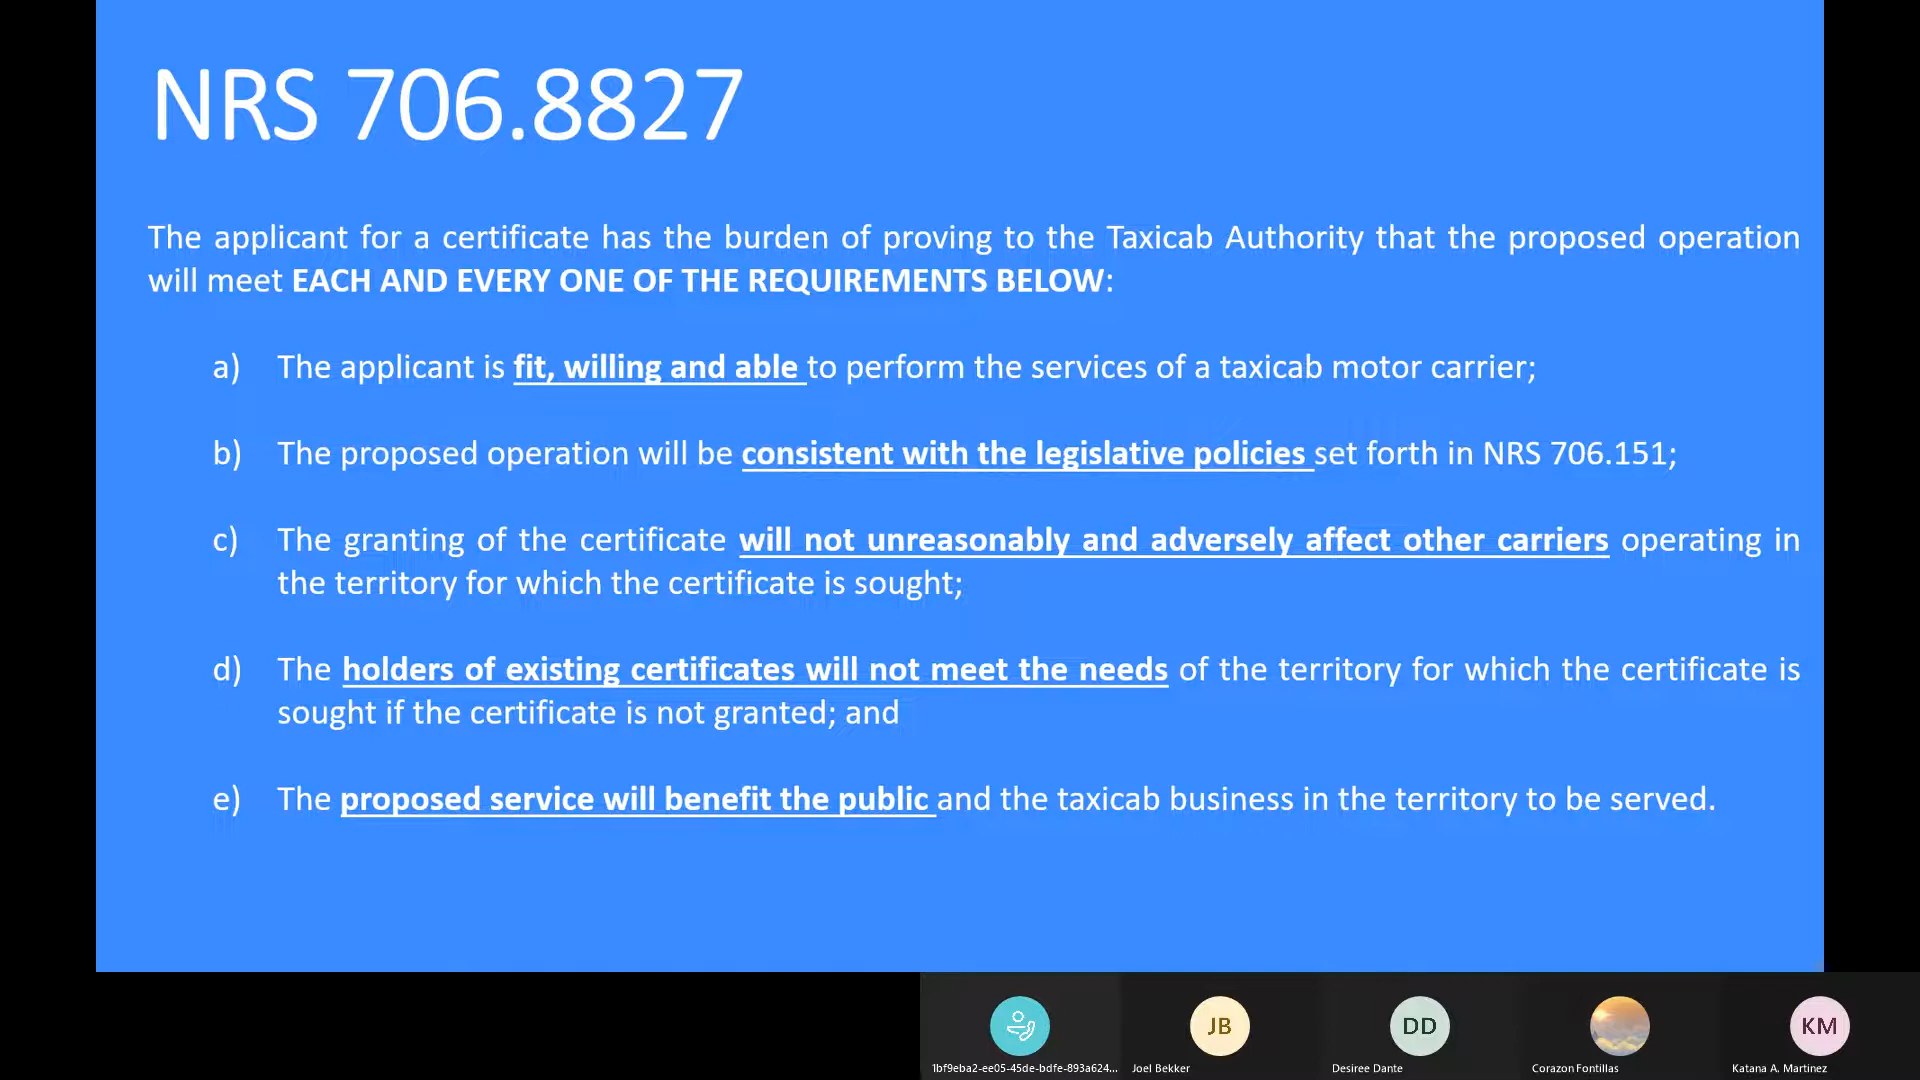 NRS 706.8827
The applicant for a certificate has the burden of proving to the Taxicab Authority that the proposed operation
will meet EACH AND EVERY ONE OF THE REQUIREMENTS BELOW:
a) The applicant is fit, willing and able to perform the services of a taxicab motor carrier;
b) The proposed operation will be consistent with the legislative policies set forth in NRS 706.151;
c) The granting of the certificate will not unreasonably and adversely affect other carriers operating in
the territory for which the certificate is sought;
d) The holders of existing certificates will not meet the needs of the territory for which the certificate is
sought if the certificate is not granted; and
e) The proposed service will benefit the public and the taxicab business in the territory to be served.
JB DD KM
1bf9eba2-ee05-45de-bdfe-893a624... Joel Bekker Desiree Dante Corazon Fontillas Katana A. Martinez